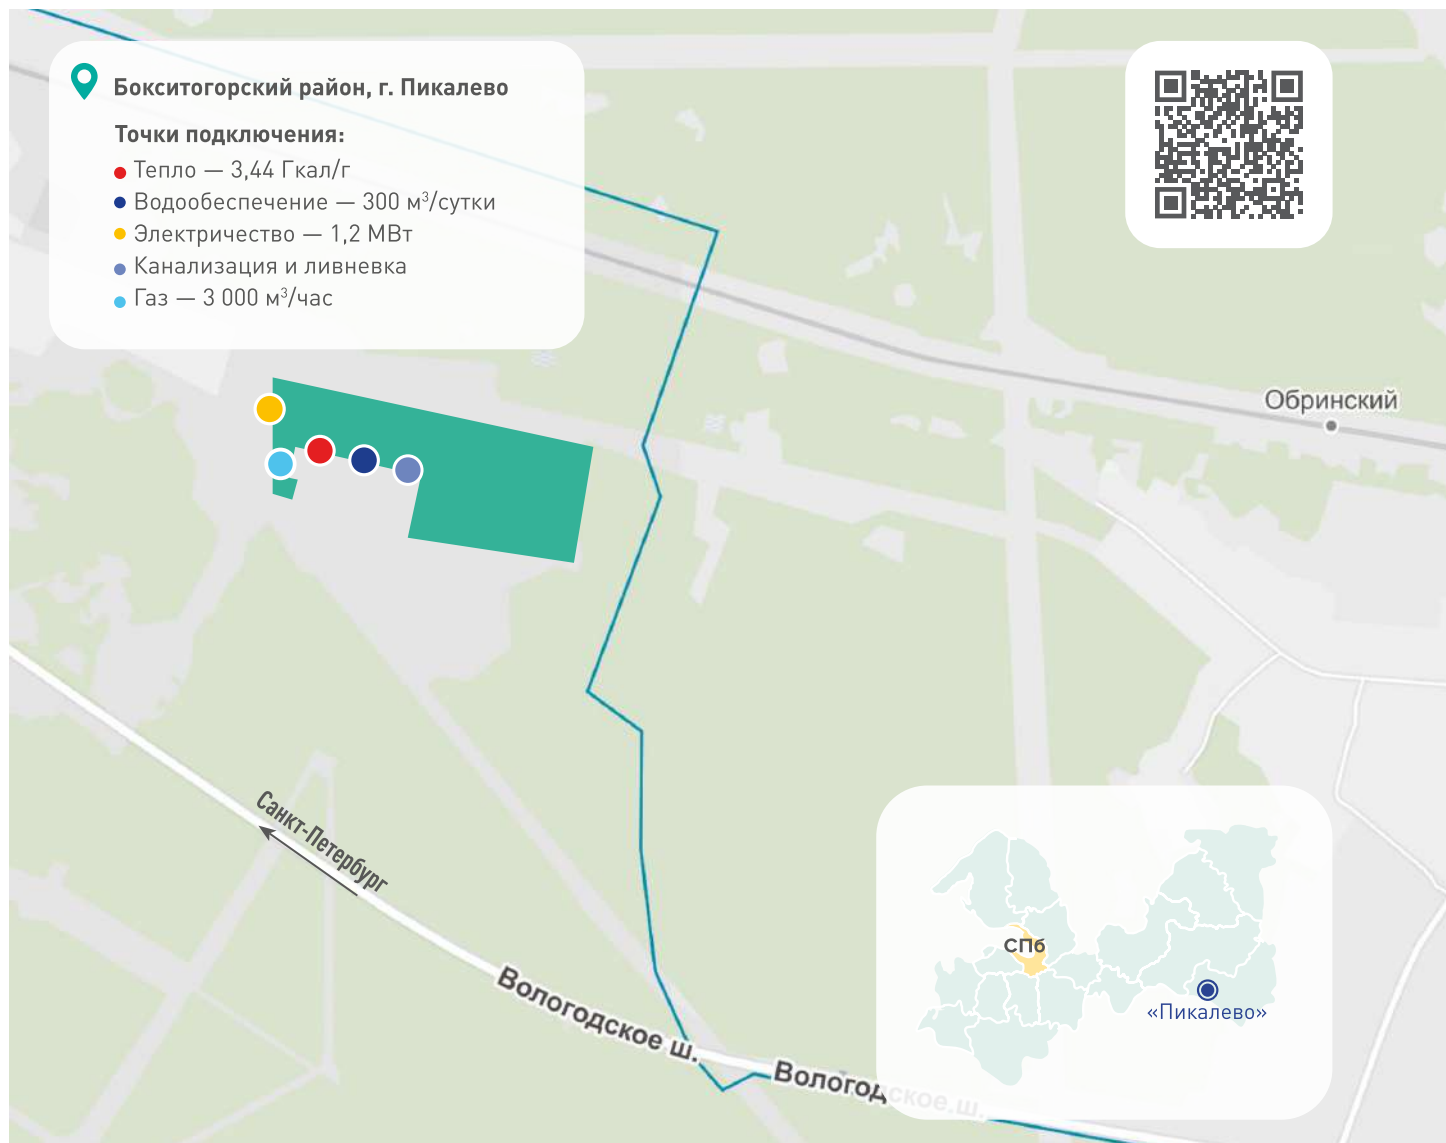 Бокситогорский район, г. Пикалево
Точки подключения:
Тепло — 3,44 Гкал/г
Водообеспечение — 300 м³/сутки
Электричество — 1,2 МВт
Канализация и ливневка
Газ — 3 000 м³/час
Обринский
Санкт-Петербург
Вологодское ш.
Вологодское ш.
СПб
«Пикалево»